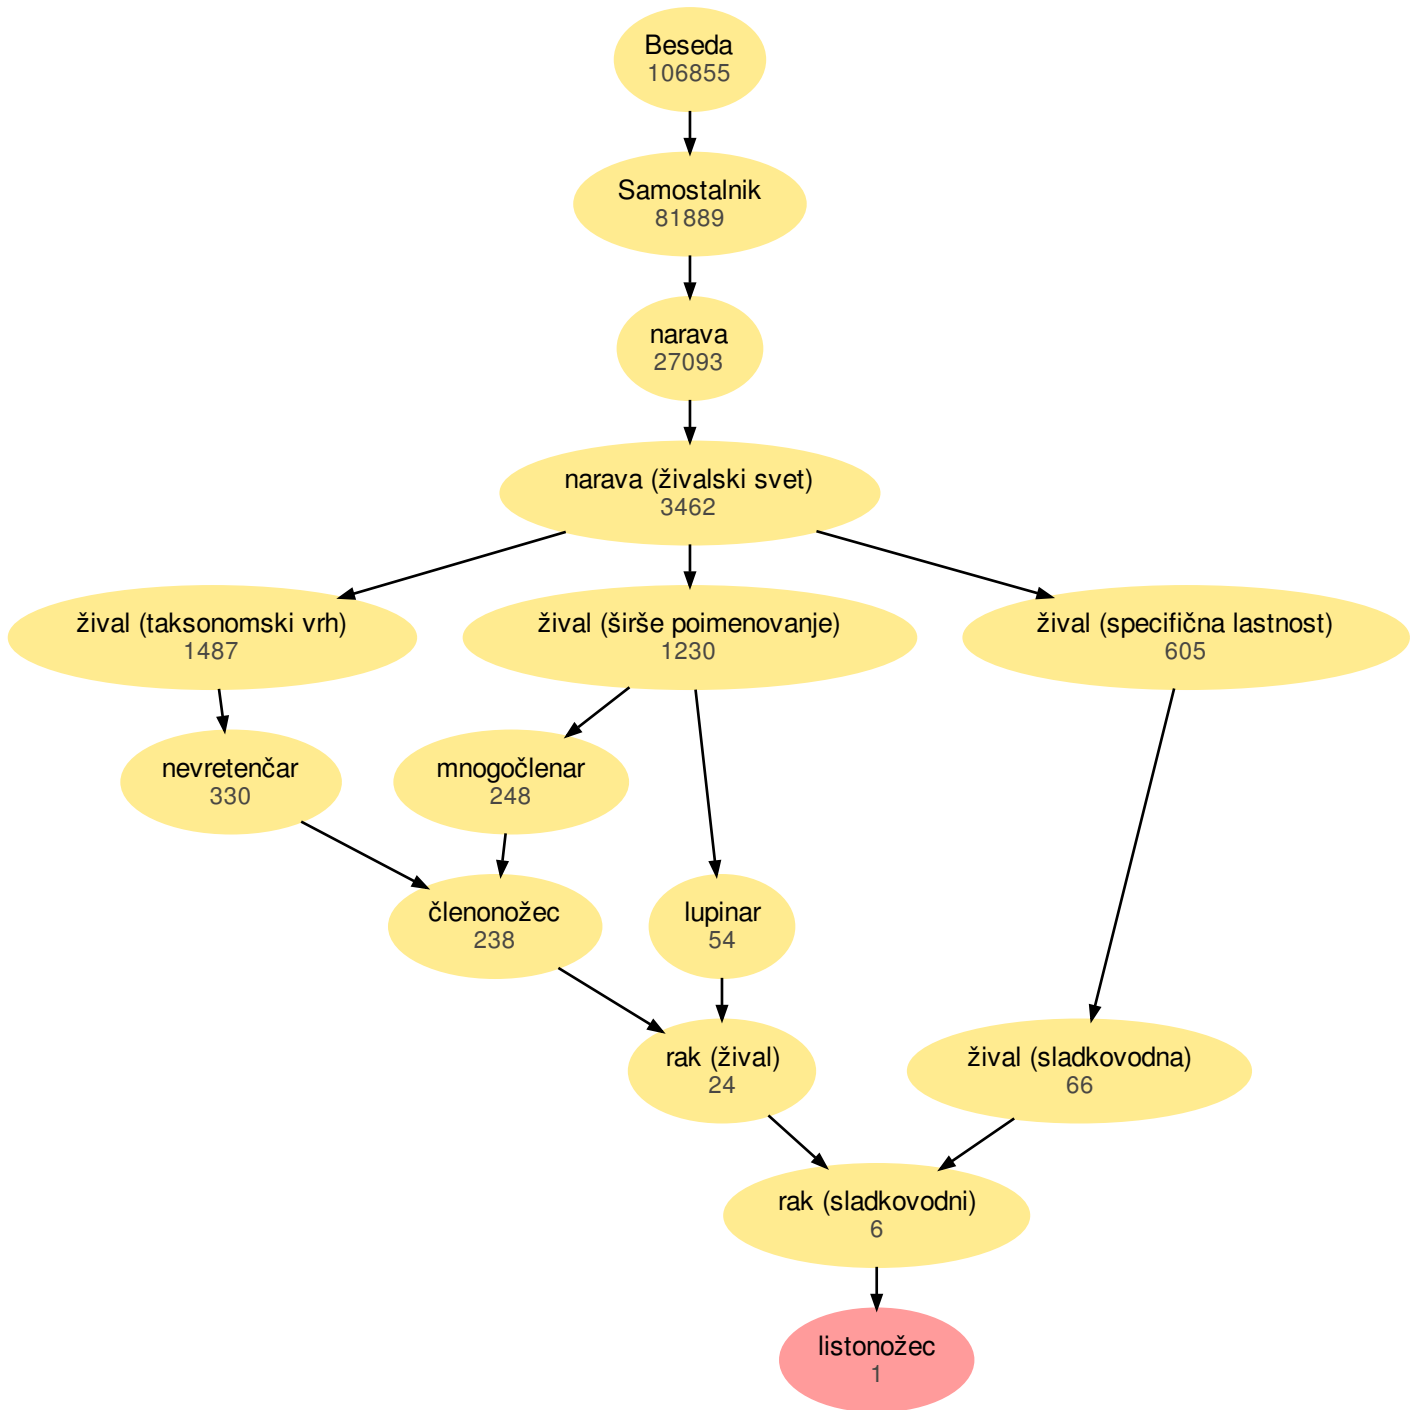 Beseda
106855
Samostalnik
81889
narava
27093
narava (živalski svet)
3462
žival (taksonomski vrh)
1487
žival (širše poimenovanje)
1230
žival (specifična lastnost)
605
nevretenčar
330
mnogočlenar
248
členonožec
238
lupinar
54
rak (žival)
24
žival (sladkovodna)
66
rak (sladkovodni)
6
listonožec
1